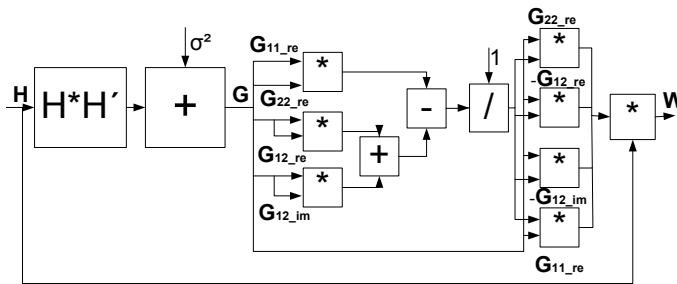 σ²
H
H*H´
+
G
G11_re
*
G22_re
*
G12_re
*
G12_im
+
-
1
/
G22_re
*
-G12_re
*
*
-G12_im
*
G11_re
*
W